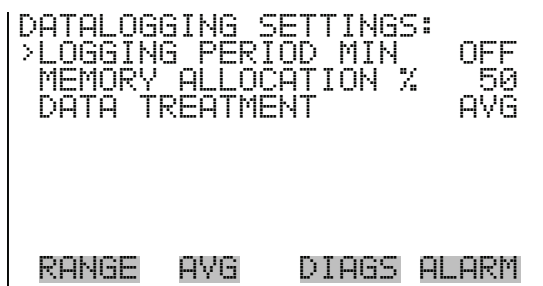 DATALOGGING SETTINGS:
>LOGGING PERIOD MIN OFF
MEMORY ALLOCATION % 50
DATA TREATMENT AVG
RANGE AVG DIAGS ALARM